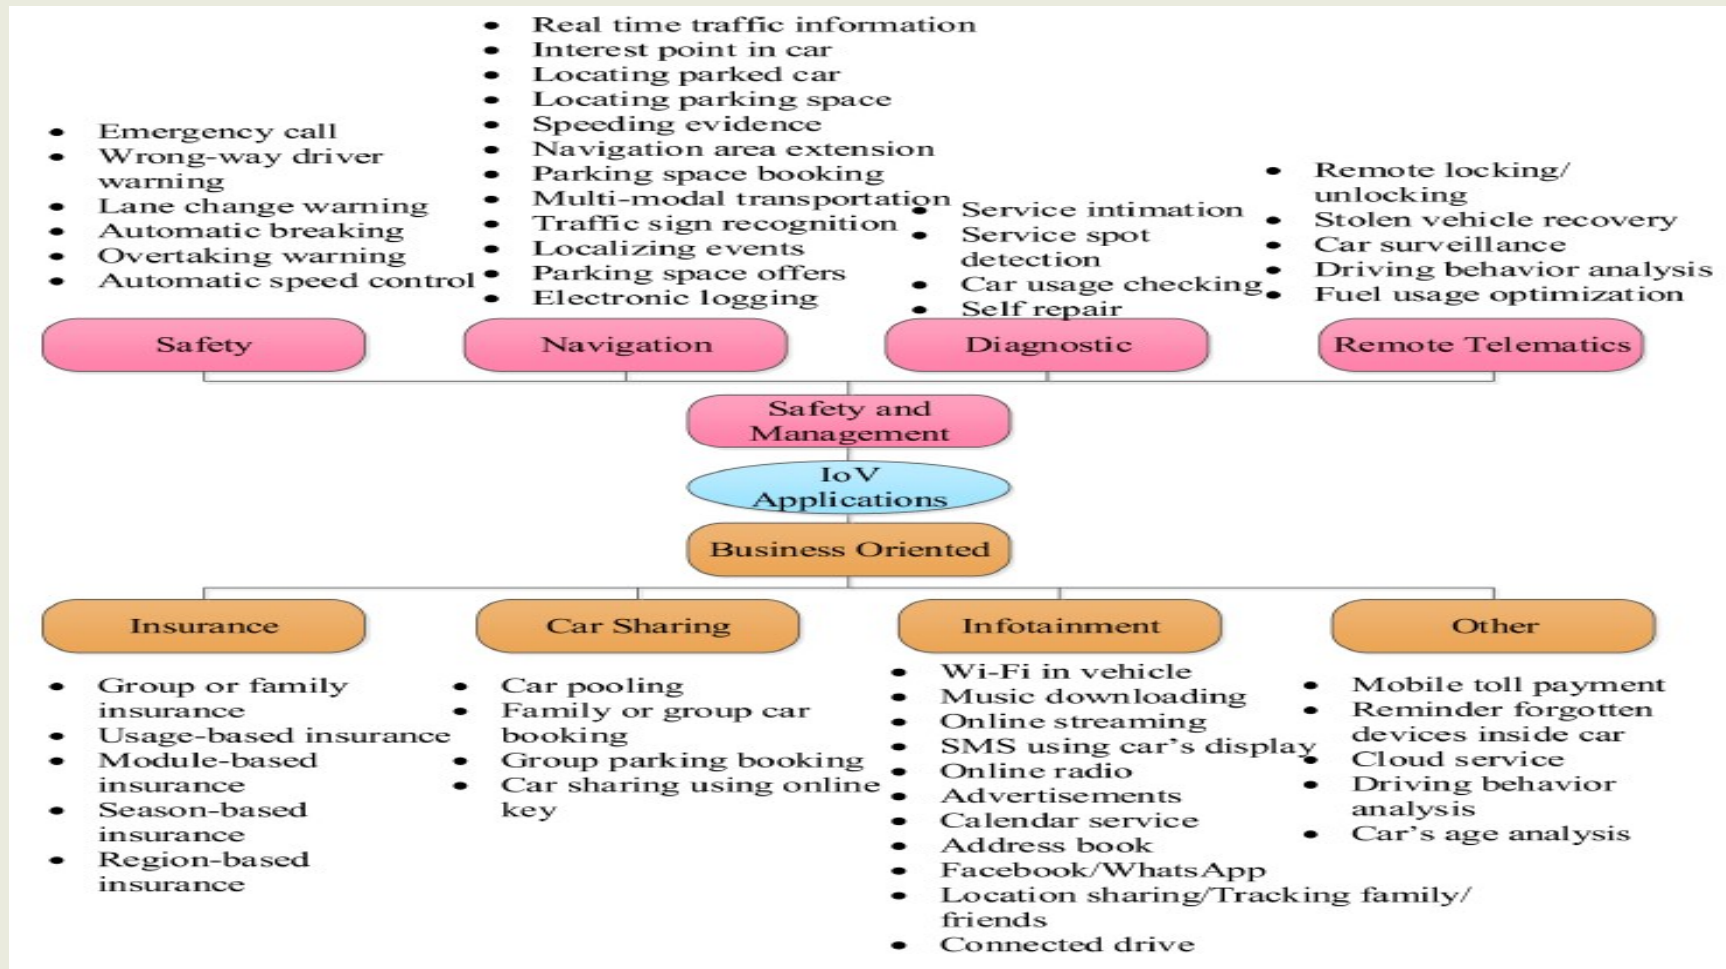 • Emergency call
• Wrong-way driver
warning
• Lane change warning
• Automatic breaking
• Overtaking warning
• Automatic speed control
• Real time traffic information
• Interest point in car
• Locating parked car
• Locating parking space
• Speeding evidence
• Navigation area extension
• Parking space booking
• Multi-modal transportation
• Traffic sign recognition
• Localizing events
• Parking space offers
• Electronic logging
• Service intimation
• Service spot
detection
• Car usage checking
• Self repair
• Remote locking/
unlocking
• Stolen vehicle recovery
• Car surveillance
• Driving behavior analysis
• Fuel usage optimization
Safety
Navigation
Diagnostic
Remote Telematics
Safety and
Management
IoV
Applications
Business Oriented
Insurance
Car Sharing
Infotainment
Other
• Group or family
insurance
• Usage-based insurance
• Module-based
insurance
• Season-based
insurance
• Region-based
insurance
• Car pooling
• Family or group car
booking
• Group parking booking
• Car sharing using online
key
• Wi-Fi in vehicle
• Music downloading
• Online streaming
• SMS using car's display
• Online radio
• Advertisements
• Calendar service
• Address book
• Facebook/WhatsApp
• Location sharing/Tracking family/
friends
• Connected drive
• Mobile toll payment
• Reminder forgotten
devices inside car
• Cloud service
• Driving behavior
analysis
• Car's age analysis